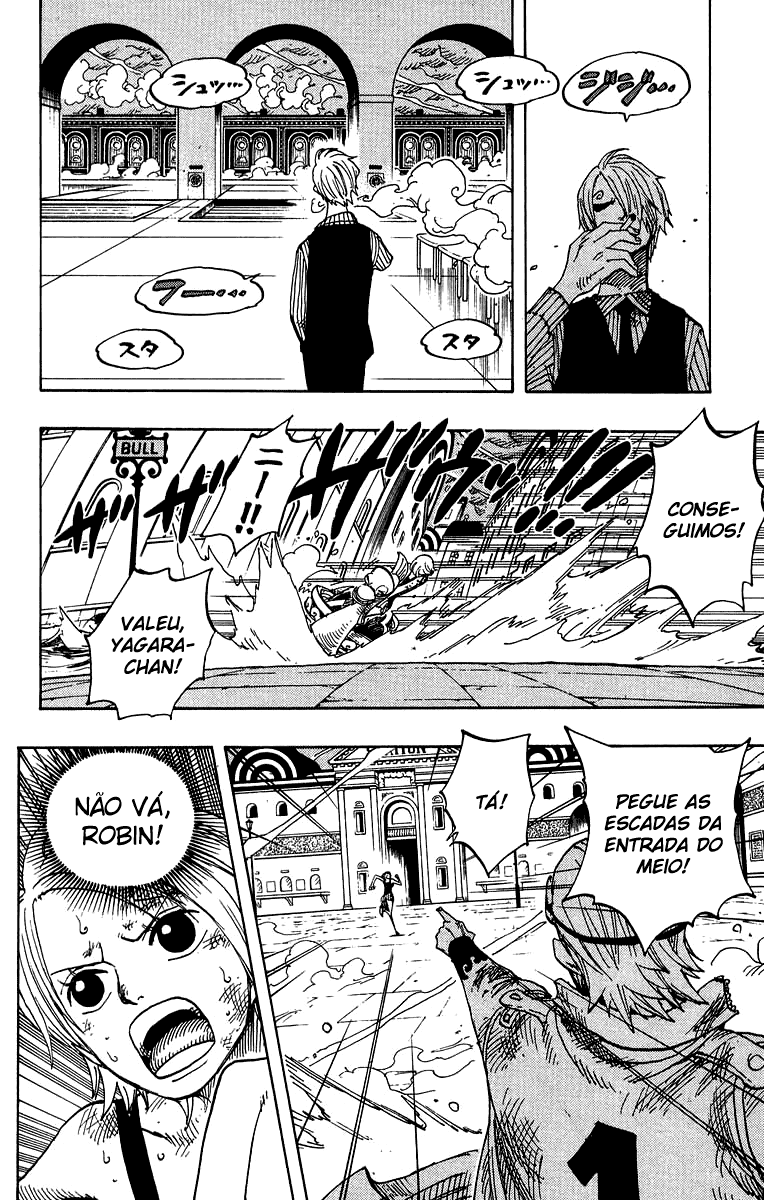 ジジ…
シュッ…
シュッ…
フー…
スタ
スタ
CONSE-
GUIMOS!
ザザザザウッ…
ニー!!
BULL
VALEU,
YAGARA-
CHAN!
PEGUE AS
ESCADAS DA
ENTRADA DO
MEIO!
TÁ!
1
NÃO VÁ,
ROBIN!